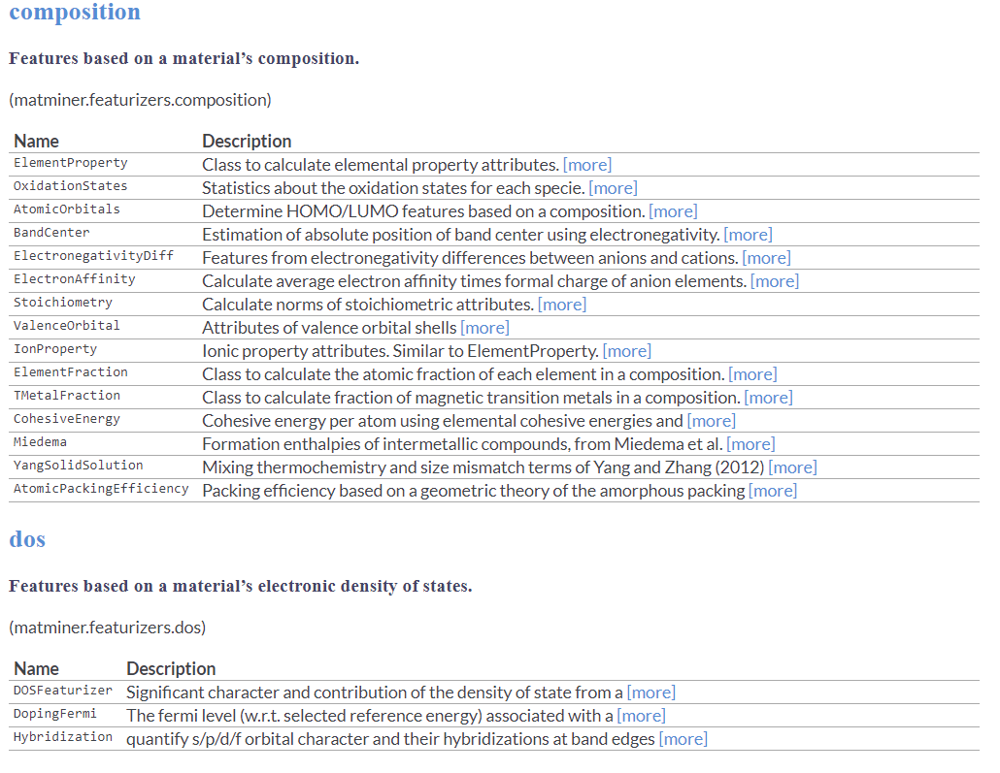 composition
Features based on a material’s composition.
(matminer.featurizers.composition)
Name Description
ElementProperty Class to calculate elemental property attributes. [more]
OxidationStates Statistics about the oxidation states for each specie. [more]
AtomicOrbitals Determine HOMO/LUMO features based on a composition. [more]
BandCenter Estimation of absolute position of band center using electronegativity. [more]
ElectronegativityDiff Features from electronegativity differences between anions and cations. [more]
ElectronAffinity Calculate average electron affinity times formal charge of anion elements. [more]
Stoichiometry Calculate norms of stoichiometric attributes. [more]
ValenceOrbital Attributes of valence orbital shells [more]
IonProperty Ionic property attributes. Similar to ElementProperty. [more]
ElementFraction Class to calculate the atomic fraction of each element in a composition. [more]
TMetalFraction Class to calculate fraction of magnetic transition metals in a composition. [more]
CohesiveEnergy Cohesive energy per atom using elemental cohesive energies and [more]
Miedema Formation enthalpies of intermetallic compounds, from Miedema et al. [more]
YangSolidSolution Mixing thermochemistry and size mismatch terms of Yang and Zhang (2012) [more]
AtomicPackingEfficiency Packing efficiency based on a geometric theory of the amorphous packing [more]
dos
Features based on a material’s electronic density of states.
(matminer.featurizers.dos)
Name Description
DOSFeaturizer Significant character and contribution of the density of state from a [more]
DopingFermi The fermi level (w.r.t. selected reference energy) associated with a [more]
Hybridization quantify s/p/d/f orbital character and their hybridizations at band edges [more]